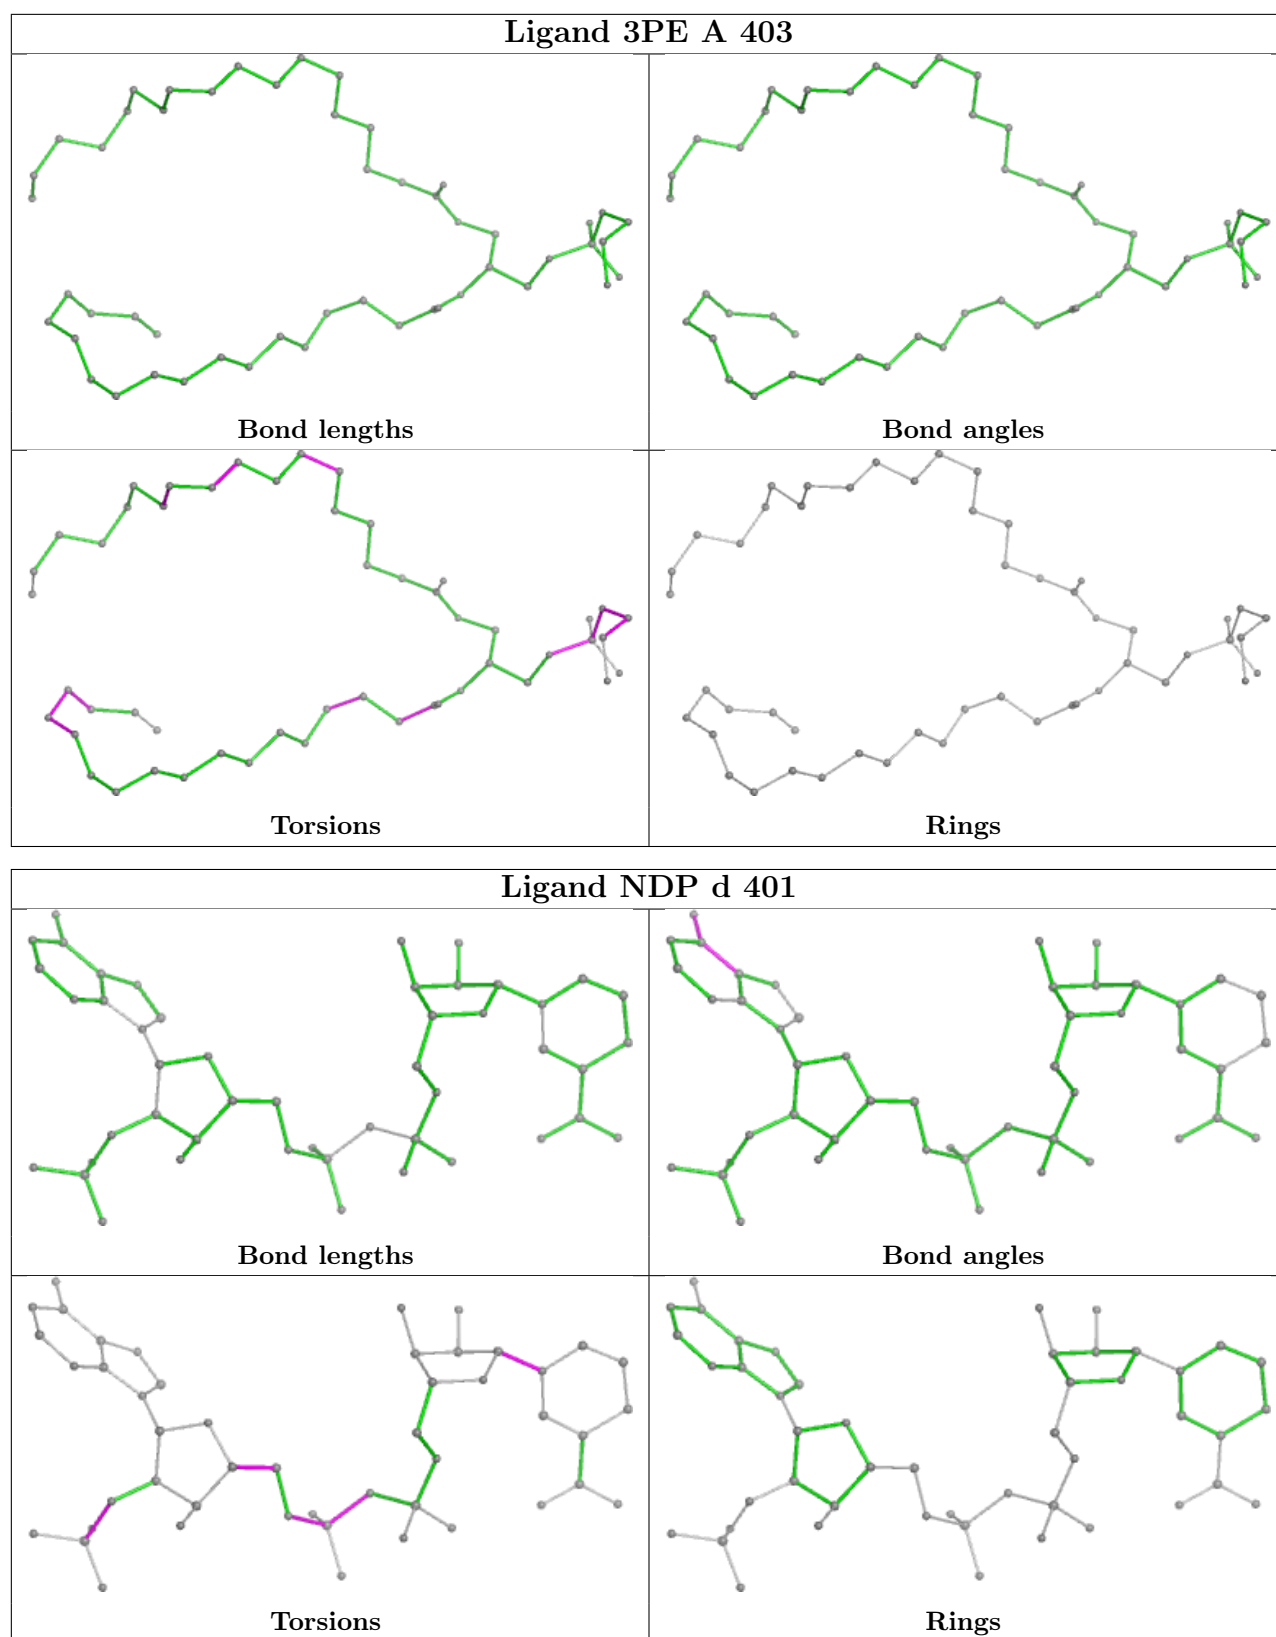 Ligand 3PE A 403
Bond lengths
Bond angles
Torsions
Rings
Ligand NDP d 401
Bond lengths
Bond angles
Torsions
Rings